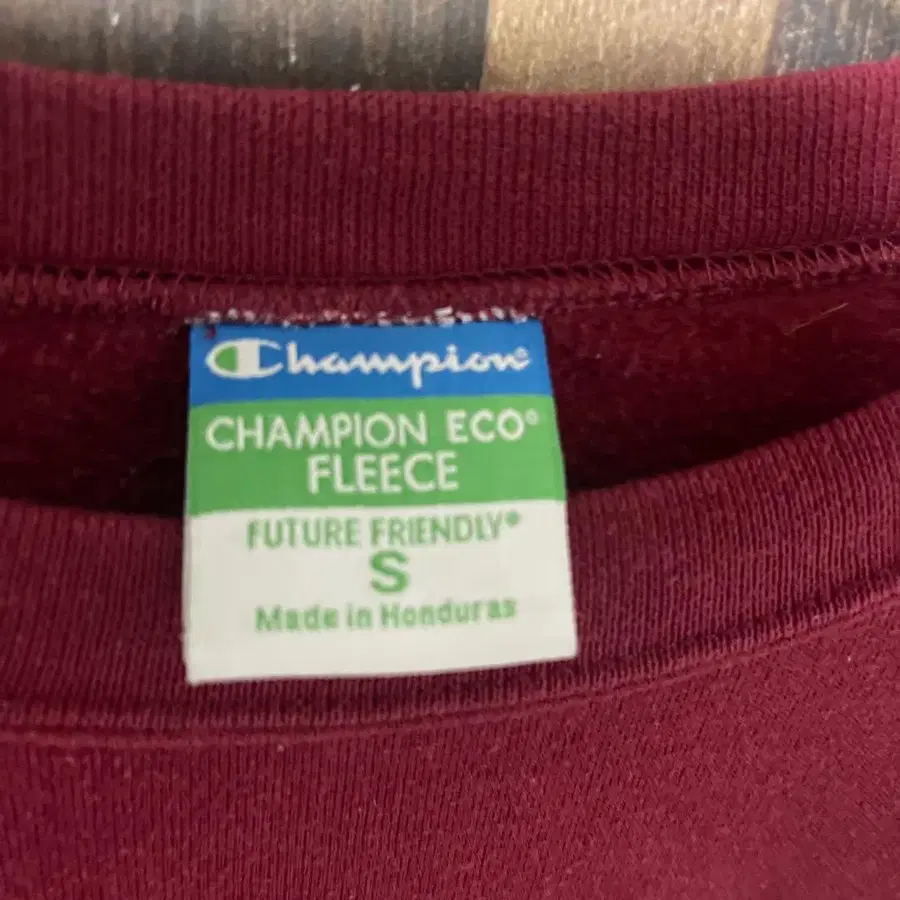 Champion®
CHAMPION ECO®
FLEECE
FUTURE FRIENDLY®
S
Made in Honduras